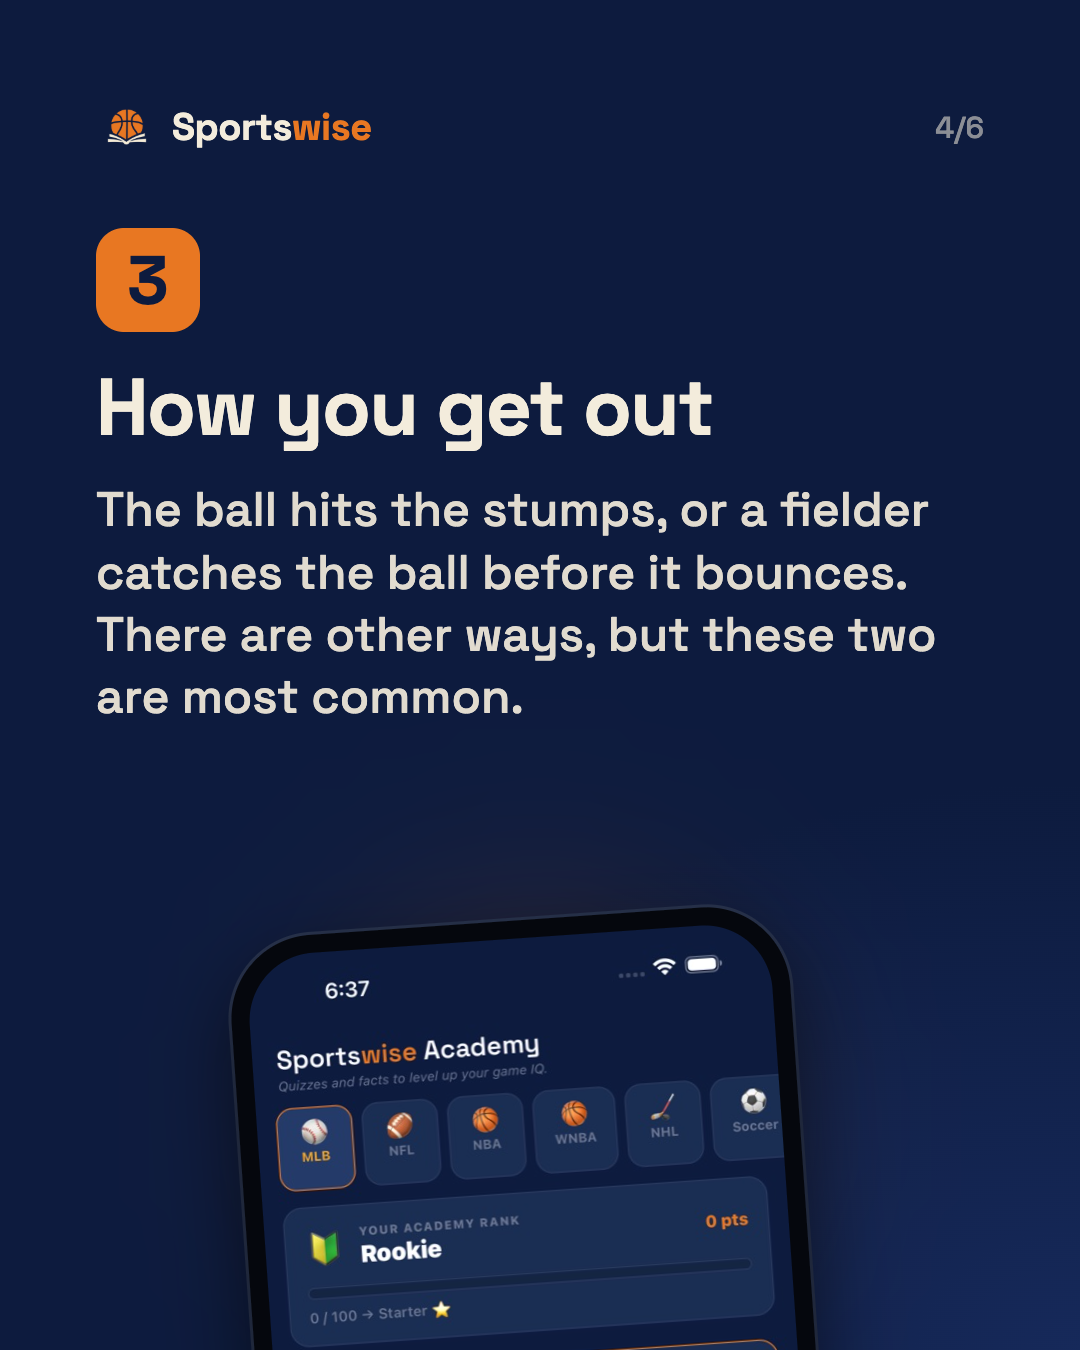 Sportswise
4/6
3
How you get out
The ball hits the stumps, or a fielder
catches the ball before it bounces.
There are other ways, but these two
are most common.
6:37
Sportswise Academy
Quizzes and facts to level up your game IQ.
MLB
NFL
NBA
WNBA
NHL
Soccer
YOUR ACADEMY RANK
Rookie
0 pts
0 / 100 → Starter ⭐